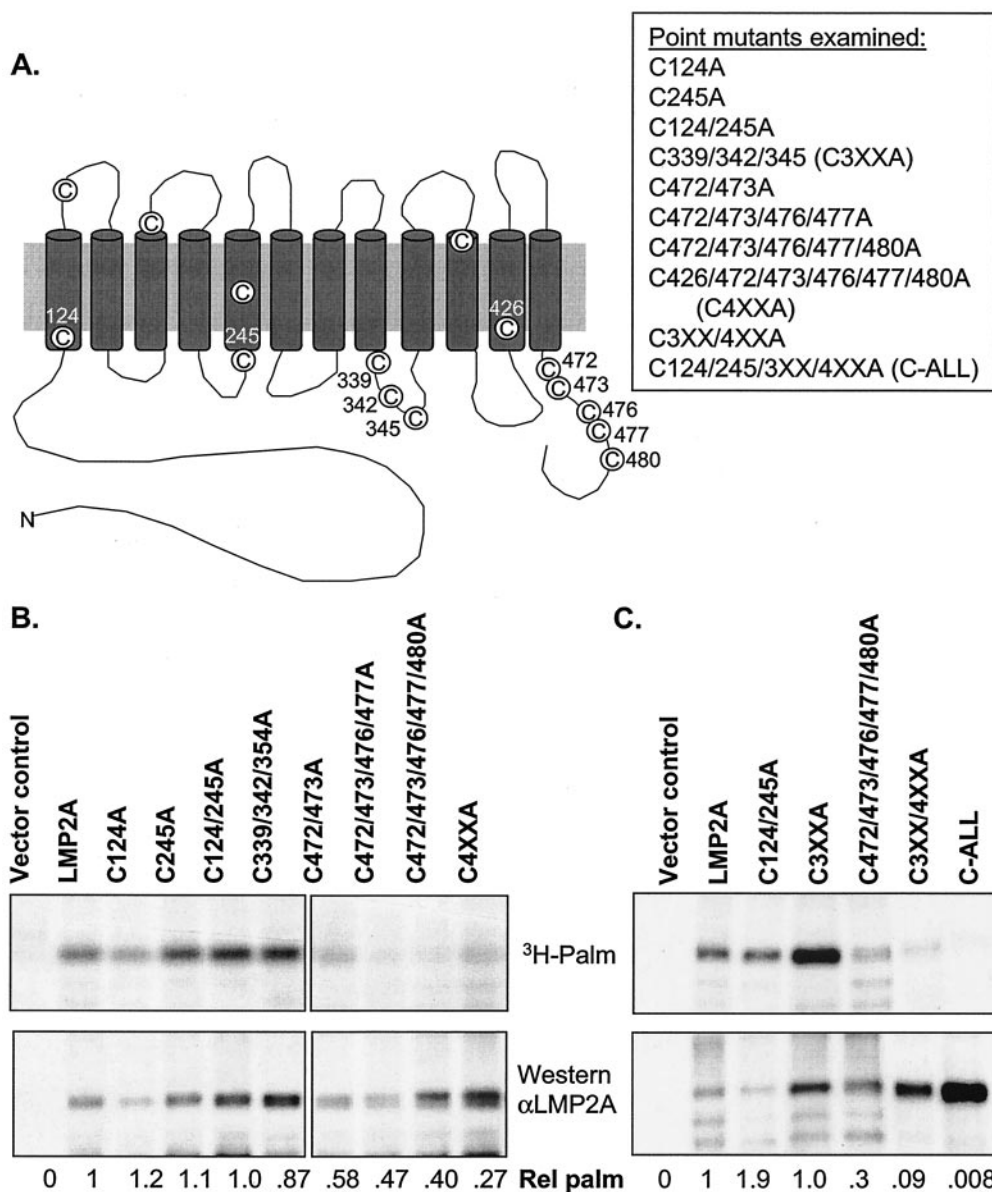 A.
Point mutants examined:
C124A
C245A
C124/245A
C339/342/345 (C3XXA)
C472/473A
C472/473/476/477A
C472/473/476/477/480A
C426/472/473/476/477/480A
(C4XXA)
C3XX/4XXA
C124/245/3XX/4XXA (C-ALL)
C
C
C
C
124
C
245
C
426
C
C
339
C
342
C
345
C
C
472
C
473
C
476
C
477
C
480
N
B.
Vector control
LMP2A
C124A
C245A
C124/245A
C339/342/354A
C472/473A
C472/473/476/477A
C472/473/476/477/480A
C4XXA
³H-Palm
Western
αLMP2A
0 1 1.2 1.1 1.0 .87 .58 .47 .40 .27 Rel palm
C.
Vector control
LMP2A
C124/245A
C3XXA
C472/473/476/477/480A
C3XX/4XXA
C-ALL
0 1 1.9 1.0 .3 .09 .008